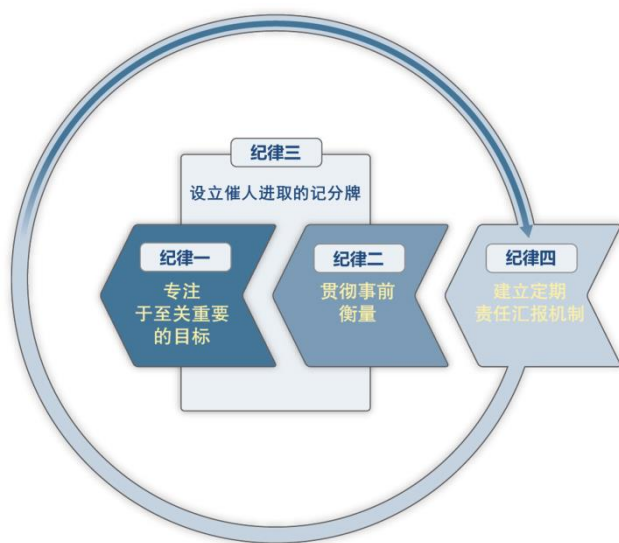 纪律三
设立催人进取的记分牌
纪律一
专注
于至关重要
的目标
纪律二
贯彻事前
衡量
纪律四
建立定期
责任汇报机制